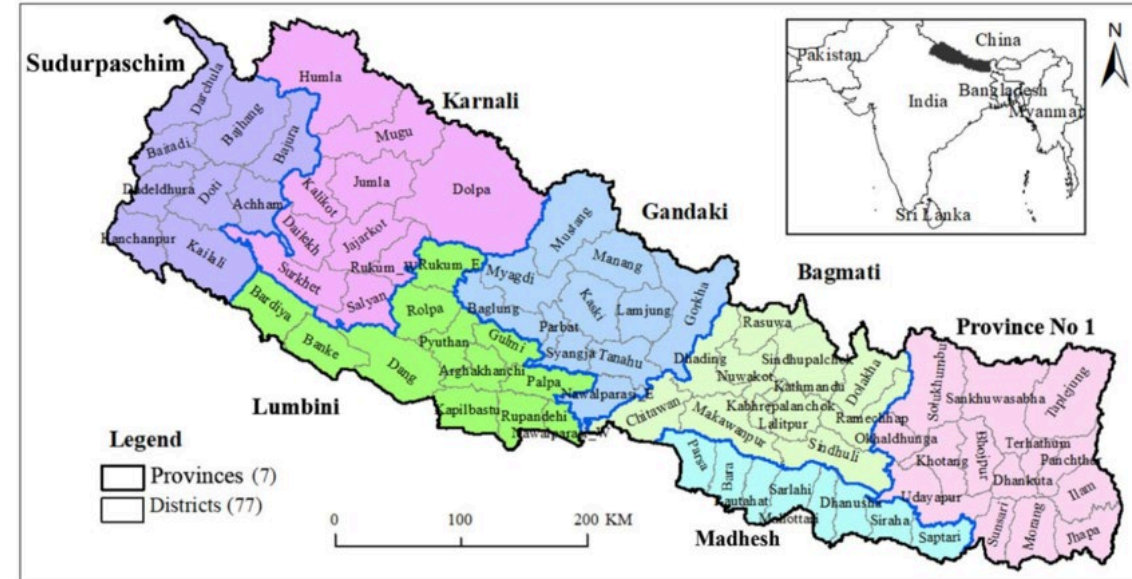 Sudurpaschim
Darchula
Bajhang
Bajura
Baitadi
Dadeldhura
Doti
Achham
Kanchanpur
Kailali
Karnali
Humla
Mugu
Jumla
Dolpa
Kalikot
Dailekh
Jajarkot
Rukum_W
Surkhet
Salyan
Lumbini
Rukum_E
Rolpa
Bardiya
Banke
Dang
Pyuthan
Gulmi
Arghakhanchi
Palpa
Kapilbastu
Rupandehi
Nawalparasi_W
Gandaki
Mustang
Manang
Myagdi
Kaski
Lamjung
Gorkha
Baglung
Parbat
Syangja
Tanahu
Nawalparasi_E
Bagmati
Rasuwa
Dhading
Nuwakot
Sindhupalchok
Kathmandu
Dolakha
Kabhrepalanchok
Lalitpur
Ramechhap
Chitawan
Makawanpur
Sindhuli
Province No 1
Solukhumbu
Sankhuwasabha
Taplejung
Okhaldhunga
Khotang
Bhojpur
Terhathum
Panchthar
Dhankuta
Ilam
Udayapur
Sunsari
Morang
Jhapa
Madhesh
Parsa
Bara
Rautahat
Sarlahi
Mohottari
Dhanusha
Siraha
Saptari
Pakistan
China
India
Bangladesh
Myanmar
Sri Lanka
N
Legend
Provinces (7)
Districts (77)
0 100 200 KM